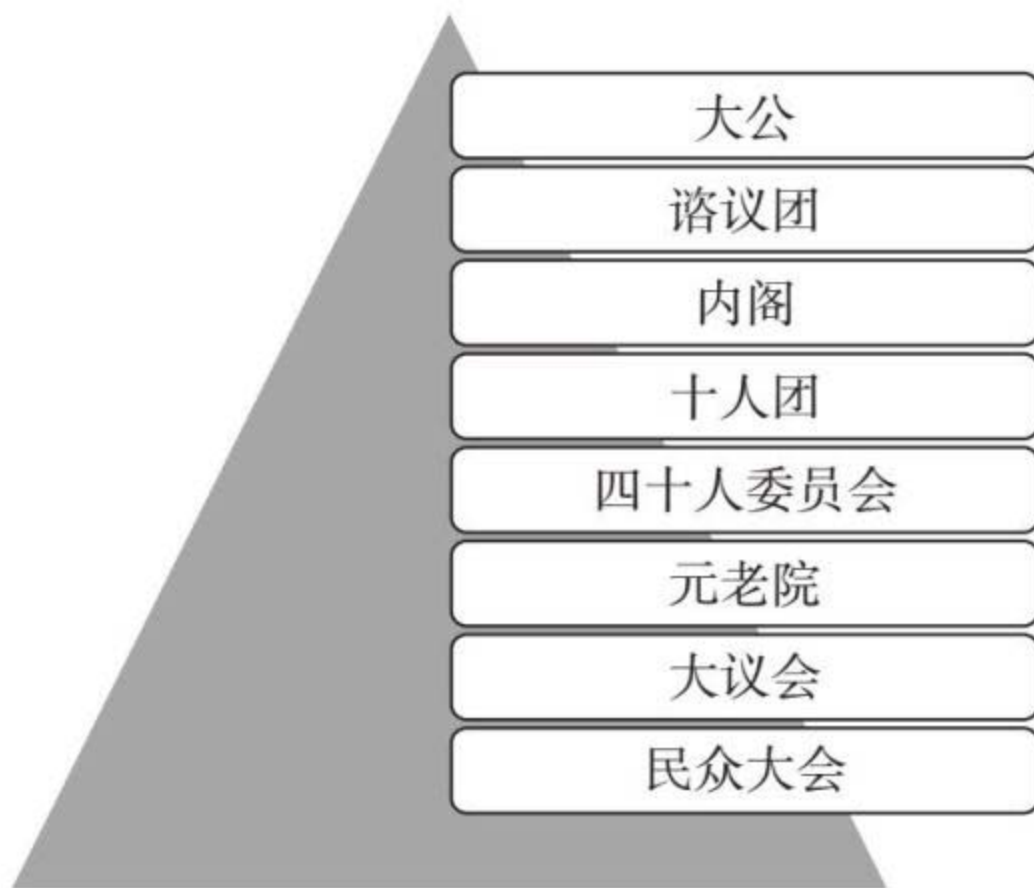 大公
谘议团
内阁
十人团
四十人委员会
元老院
大议会
民众大会